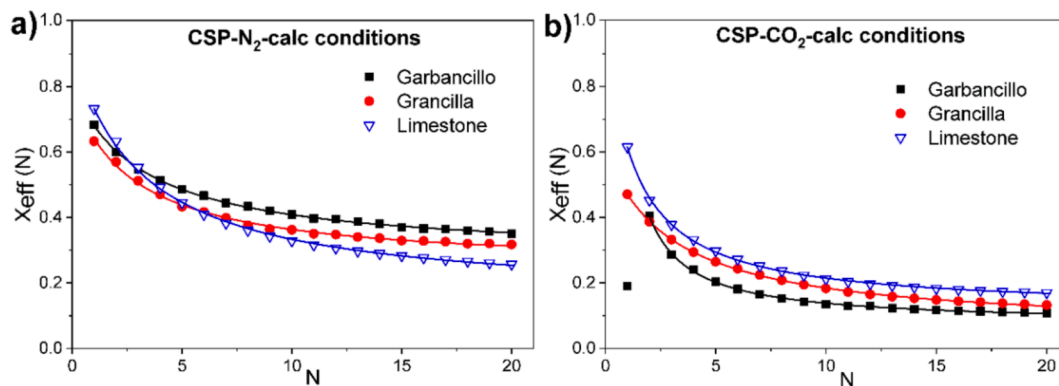 a)
CSP-N2-calc conditions
Garbancillo
Grancilla
Limestone
Xeff (N)
1.0
0.8
0.6
0.4
0.2
0.0
0 5 10 15 20
N
b)
CSP-CO2-calc conditions
Garbancillo
Grancilla
Limestone
Xeff (N)
1.0
0.8
0.6
0.4
0.2
0.0
0 5 10 15 20
N